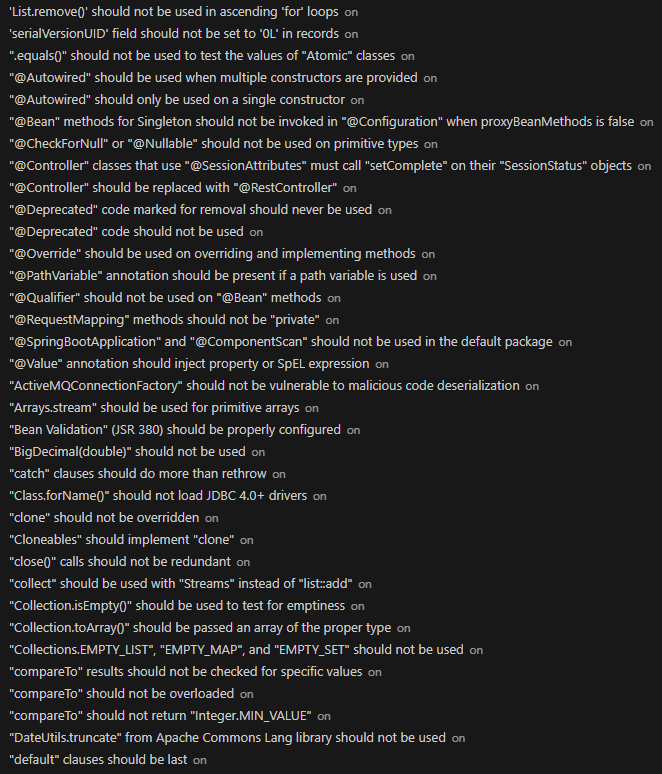 'List.remove()' should not be used in ascending 'for' loops on
'serialVersionUID' field should not be set to '0L' in records on
".equals()" should not be used to test the values of "Atomic" classes on
"@Autowired" should be used when multiple constructors are provided on
"@Autowired" should only be used on a single constructor on
"@Bean" methods for Singleton should not be invoked in "@Configuration" when proxyBeanMethods is false on
"@CheckForNull" or "@Nullable" should not be used on primitive types on
"@Controller" classes that use "@SessionAttributes" must call "setComplete" on their "SessionStatus" objects on
"@Controller" should be replaced with "@RestController" on
"@Deprecated" code marked for removal should never be used on
"@Deprecated" code should not be used on
"@Override" should be used on overriding and implementing methods on
"@PathVariable" annotation should be present if a path variable is used on
"@Qualifier" should not be used on "@Bean" methods on
"@RequestMapping" methods should not be "private" on
"@SpringBootApplication" and "@ComponentScan" should not be used in the default package on
"@Value" annotation should inject property or SpEL expression on
"ActiveMQConnectionFactory" should not be vulnerable to malicious code deserialization on
"Arrays.stream" should be used for primitive arrays on
"Bean Validation" (JSR 380) should be properly configured on
"BigDecimal(double)" should not be used on
"catch" clauses should do more than rethrow on
"Class.forName()" should not load JDBC 4.0+ drivers on
"clone" should not be overridden on
"Cloneables" should implement "clone" on
"close()" calls should not be redundant on
"collect" should be used with "Streams" instead of "list::add" on
"Collection.isEmpty()" should be used to test for emptiness on
"Collection.toArray()" should be passed an array of the proper type on
"Collections.EMPTY_LIST", "EMPTY_MAP", and "EMPTY_SET" should not be used on
"compareTo" results should not be checked for specific values on
"compareTo" should not be overloaded on
"compareTo" should not return "Integer.MIN_VALUE" on
"DateUtils.truncate" from Apache Commons Lang library should not be used on
"default" clauses should be last on